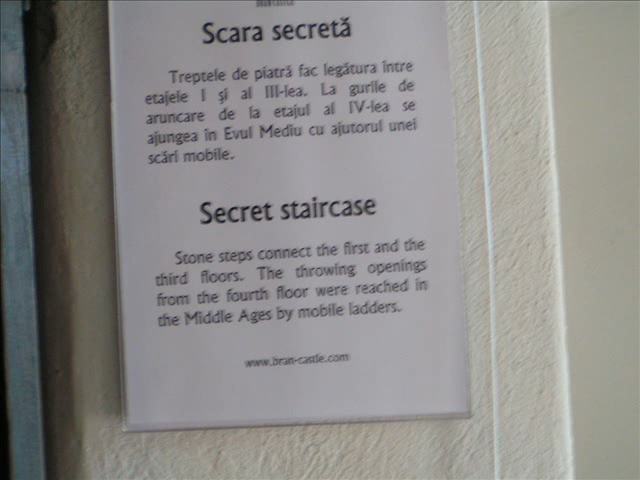 Scara secretă
Treptele de piatră fac legătura între
etajele I şi al III-lea. La gurile de
aruncare de la etajul al IV-lea se
ajungea în Evul Mediu cu ajutorul unei
scări mobile.
Secret staircase
Stone steps connect the first and the
third floors. The throwing openings
from the fourth floor were reached in
the Middle Ages by mobile ladders.
www.bran-castle.com